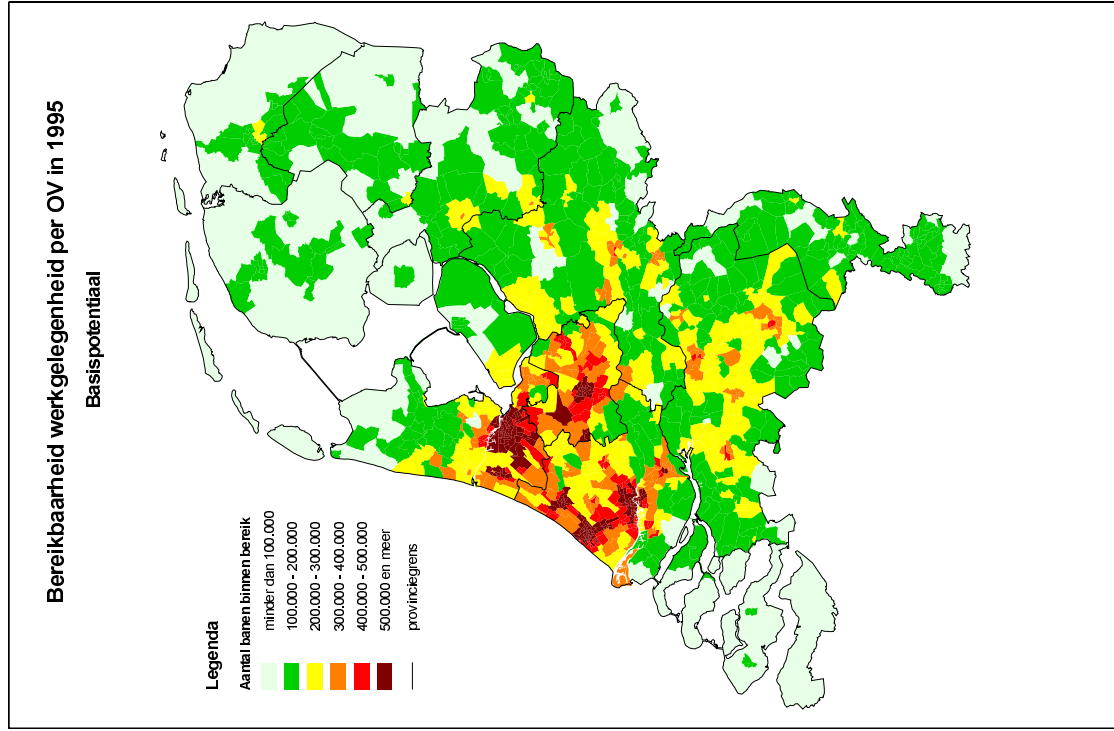 Bereikbaarheid werkgelegenheid per OV in 1995
Basispotentiaal
Legenda
Aantal banen binnen bereik
minder dan 100.000
100.000 - 200.000
200.000 - 300.000
300.000 - 400.000
400.000 - 500.000
500.000 en meer
provinciegrens